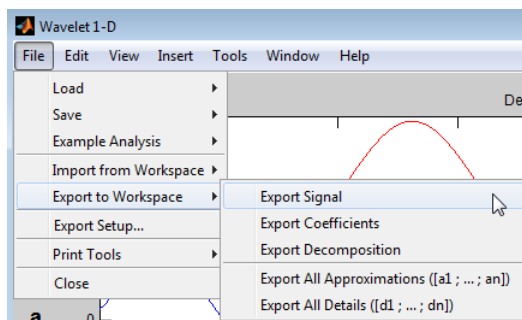 Wavelet 1-D
File Edit View Insert Tools Window Help
Load
De
Save
Example Analysis
Import from Workspace
Export to Workspace
Export Signal
Export Setup...
Export Coefficients
Print Tools
Export Decomposition
Close
Export All Approximations ([a1 ; ... ; an])
a 0
Export All Details ([d1 ; ... ; dn])